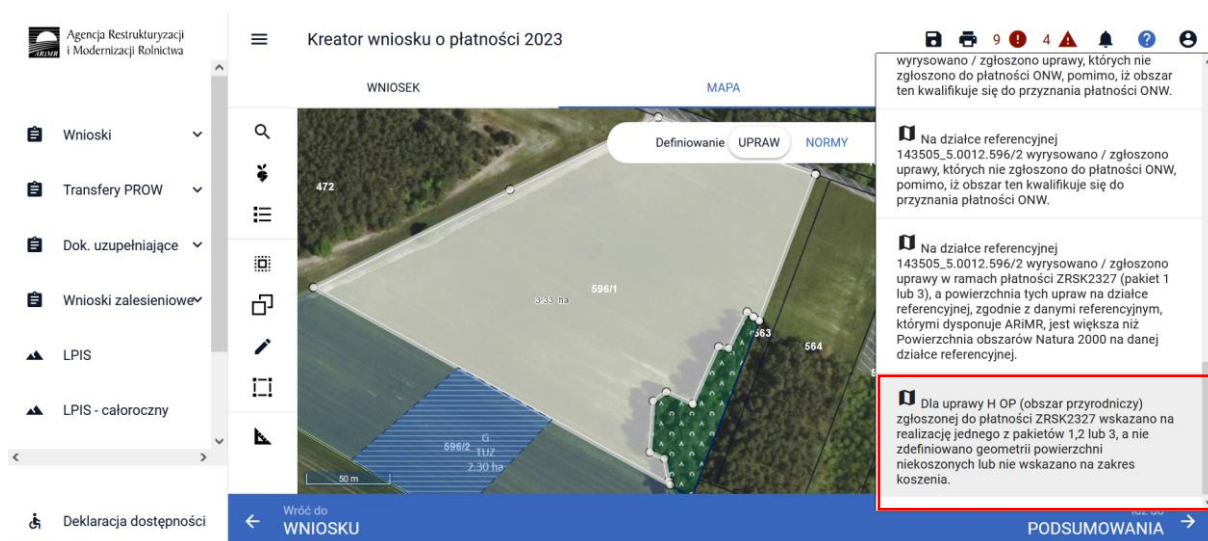 Agencja Restrukturyzacji
i Modernizacji Rolnictwa
ARiMR
Kreator wniosku o płatności 2023
9
4
WNIOSEK
MAPA
Wnioski
Transfery PROW
Dok. uzupełniające
Wnioski zalesieniowe
LPIS
LPIS - całoroczny
Deklaracja dostępności
Definiowanie UPRAW NORMY
472
596/1
3.33 ha
563
564
596/2
G
TUZ
2.30 ha
50 m
wyrysowano / zgłoszono uprawy, których nie
zgłoszono do płatności ONW, pomimo, iż obszar
ten kwalifikuje się do przyznania płatności ONW.
Na działce referencyjnej
143505_5.0012.596/2 wyrysowano / zgłoszono
uprawy, których nie zgłoszono do płatności ONW,
pomimo, iż obszar ten kwalifikuje się do
przyznania płatności ONW.
Na działce referencyjnej
143505_5.0012.596/2 wyrysowano / zgłoszono
uprawy w ramach płatności ZRSK2327 (pakiet 1
lub 3), a powierzchnia tych upraw na działce
referencyjnej, zgodnie z danymi referencyjnym,
którymi dysponuje ARiMR, jest większa niż
Powierzchnia obszarów Natura 2000 na danej
działce referencyjnej.
Dla uprawy H OP (obszar przyrodniczy)
zgłoszonej do płatności ZRSK2327 wskazano na
realizację jednego z pakietów 1,2 lub 3, a nie
zdefiniowano geometrii powierzchni
niekoszonych lub nie wskazano na zakres
koszenia.
Wróć do
WNIOSKU
PODSUMOWANIA